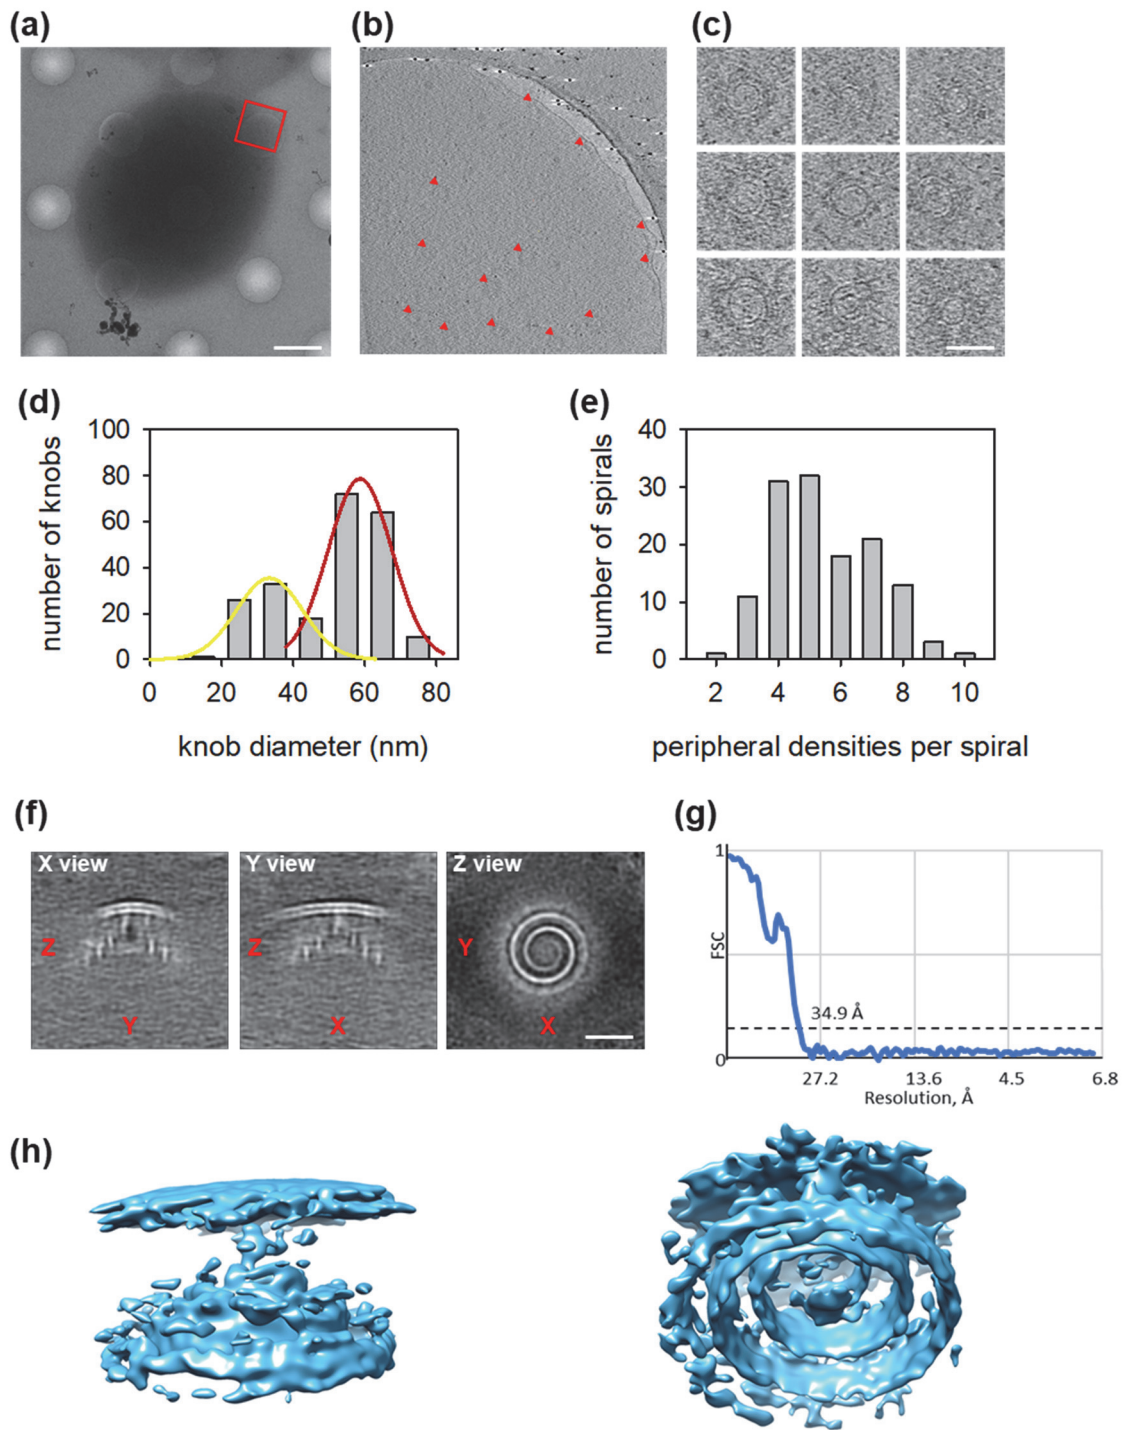 (a)
(b)
(c)
(d)
(e)
100
80
60
40
20
0
number of knobs
0 20 40 60 80
knob diameter (nm)
40
30
20
10
0
number of spirals
2 4 6 8 10
peripheral densities per spiral
(f)
(g)
X view
Z
Y
Y view
Z
X
Z view
Y
X
1
FSC
0
34.9 Å
27.2 13.6 4.5 6.8
Resolution, Å
(h)